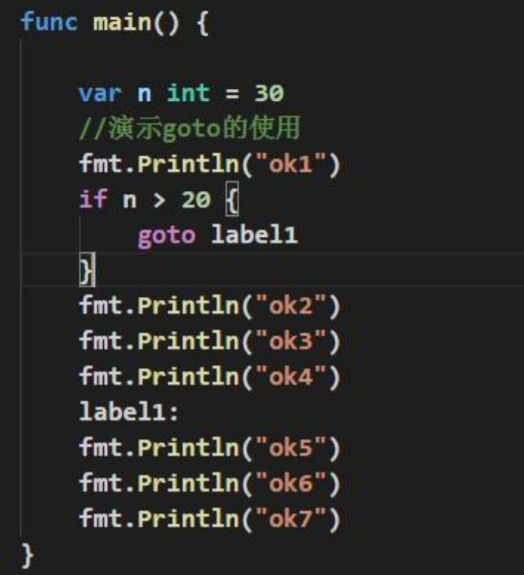 func main() {
var n int = 30
//演示goto的使用
fmt.Println("ok1")
if n > 20 {
goto label1
}
fmt.Println("ok2")
fmt.Println("ok3")
fmt.Println("ok4")
label1:
fmt.Println("ok5")
fmt.Println("ok6")
fmt.Println("ok7")
}